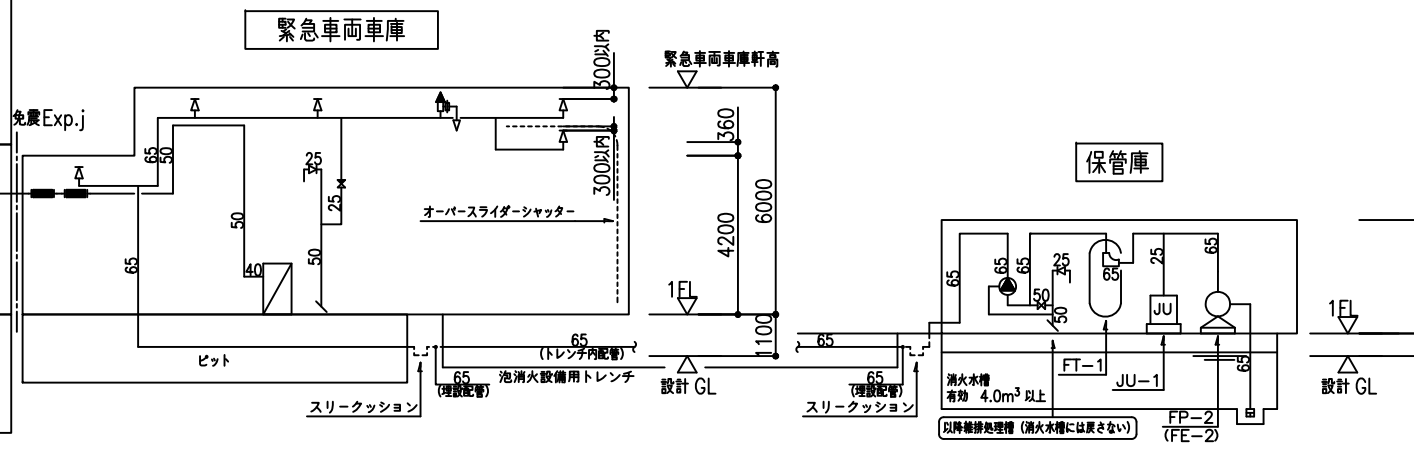 緊急車両車庫
免震Exp.j
65
50
25
25
50
50
40
65
300以内
300以内
オーバースライダーシャッター
ピット
65
(トレンチ内配管)
65
(埋設配管)
泡消火設備用トレンチ
スリークッション
緊急車両車庫軒高
360
6000
4200
1FL
1100
設計 GL
65
65
(埋設配管)
スリークッション
保管庫
65
65
65
25
50
50
65
25
65
JU
65
FT-1
JU-1
FP-2
(FE-2)
消火水槽
有効 4.0m³ 以上
以降雑排処理槽（消火水槽には戻さない）
1FL
設計 GL